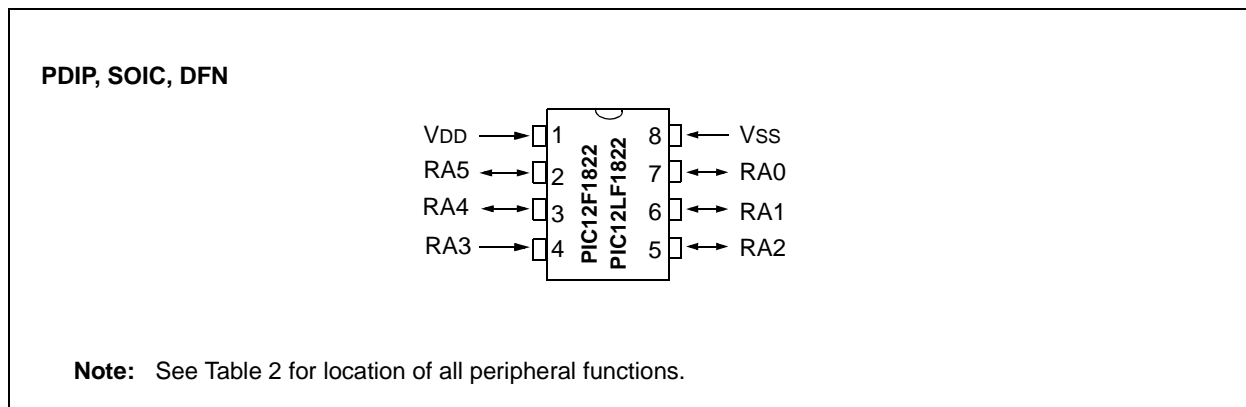 PDIP, SOIC, DFN
VDD 1 8 VSS
RA5 2 7 RA0
RA4 3 6 RA1
RA3 4 5 RA2
PIC12F1822
PIC12LF1822
Note: See Table 2 for location of all peripheral functions.